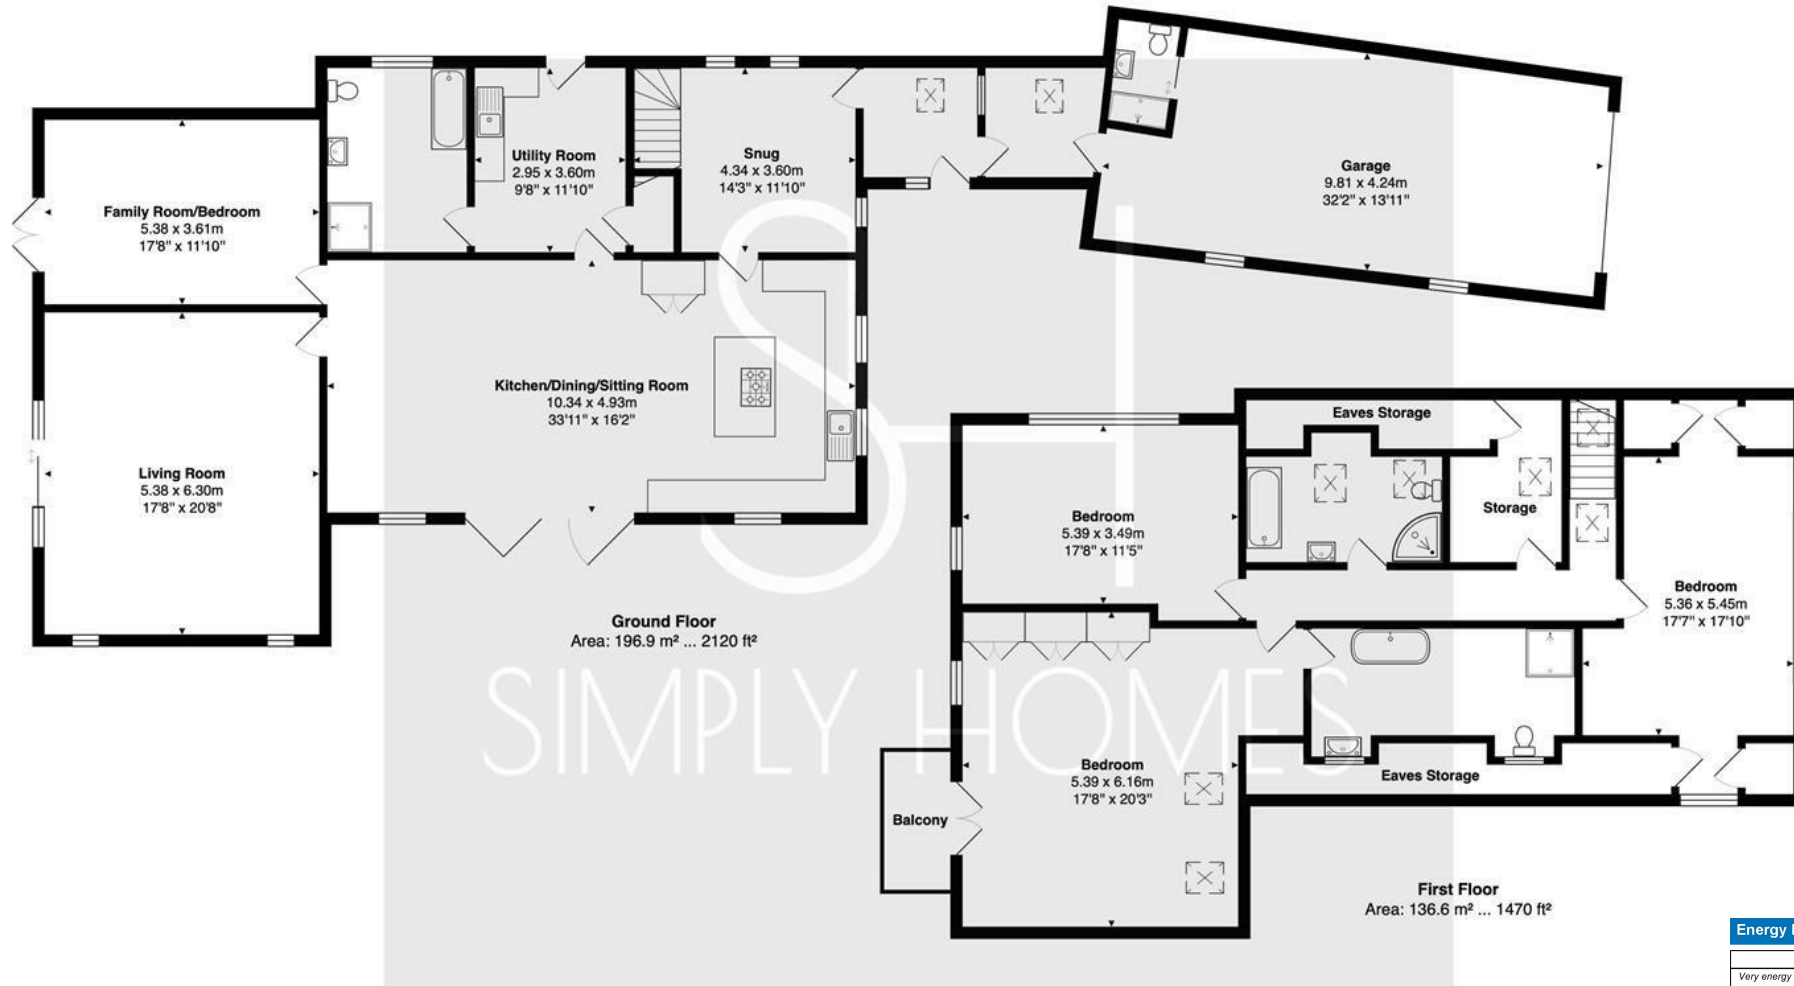 Family Room/Bedroom
5.38 x 3.61m
17'8" x 11'10"
Utility Room
2.95 x 3.60m
9'8" x 11'10"
Snug
4.34 x 3.60m
14'3" x 11'10"
Garage
9.81 x 4.24m
32'2" x 13'11"
Living Room
5.38 x 6.30m
17'8" x 20'8"
Kitchen/Dining/Sitting Room
10.34 x 4.93m
33'11" x 16'2"
Ground Floor
Area: 196.9 m² ... 2120 ft²
SH
SIMPLY HOMES
Eaves Storage
Storage
Bedroom
5.39 x 3.49m
17'8" x 11'5"
Bedroom
5.36 x 5.45m
17'7" x 17'10"
Bedroom
5.39 x 6.16m
17'8" x 20'3"
Eaves Storage
Balcony
First Floor
Area: 136.6 m² ... 1470 ft²
Energy
Very energy